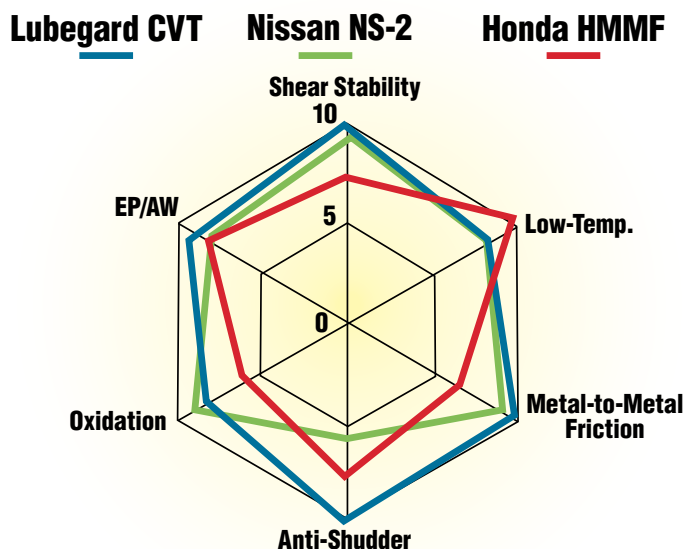 Lubegard CVT Nissan NS-2 Honda HMMF
Shear Stability
10
EP/AW
5
Low-Temp.
0
Metal-to-Metal
Friction
Oxidation
Anti-Shudder